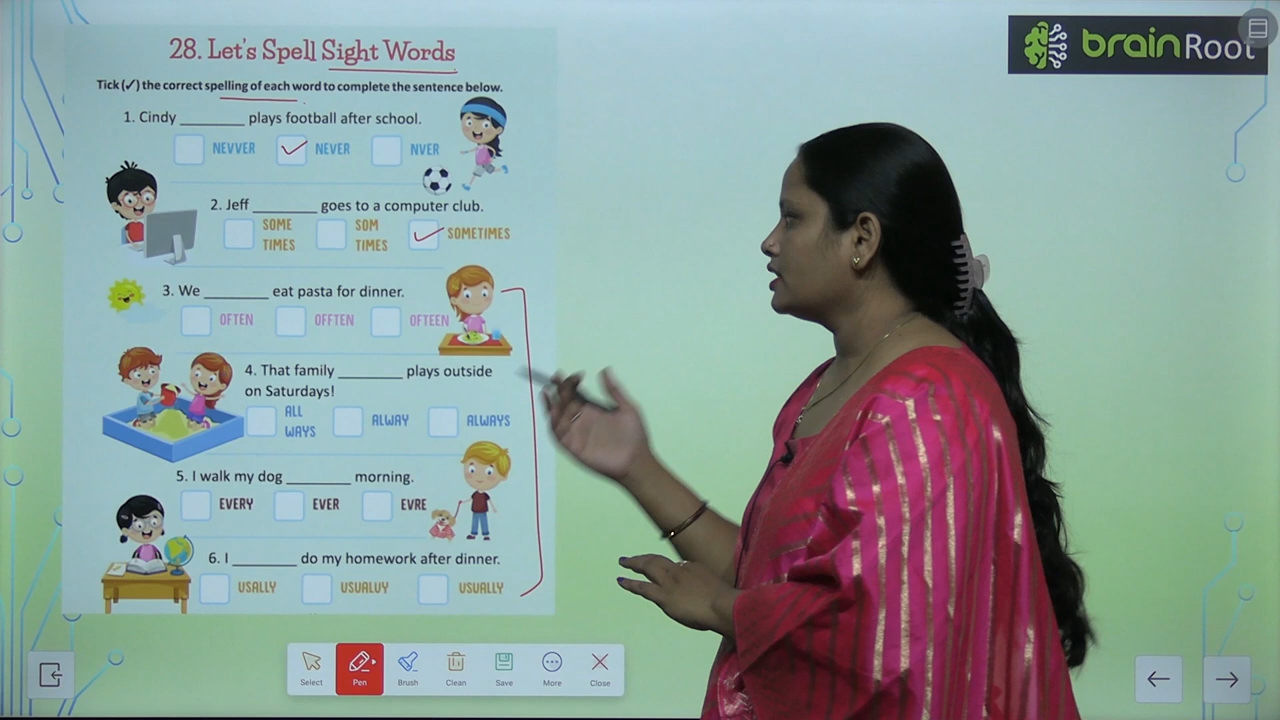 28. Let's Spell Sight Words
Tick (✓) the correct spelling of each word to complete the sentence below.
1. Cindy ________ plays football after school.
NEVVER NEVER NVER
2. Jeff ________ goes to a computer club.
SOME TIMES SOM TIMES SOMETIMES
3. We ________ eat pasta for dinner.
OFTEN OFFTEN OFTEEN
4. That family ________ plays outside
on Saturdays!
ALL WAYS ALWAY ALWAYS
5. I walk my dog ________ morning.
EVERY EVER EVRE
6. I ________ do my homework after dinner.
USALLY USUALUY USUALLY
brainRoot
Select Pen Brush Clean Save More Close